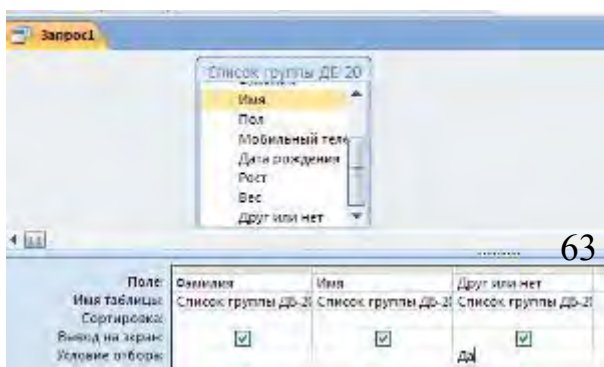 Запрос1
Список группы ДБ-20
Имя
Пол
Мобильный теле
Дата рождения
Рост
Вес
Друг или нет
63
Поле: Фамилия Имя Друг или нет
Имя таблицы: Список группы ДБ-2 Список группы ДБ-2 Список группы ДБ-2
Сортировка:
Вывод на экран:
Условие отбора: Да